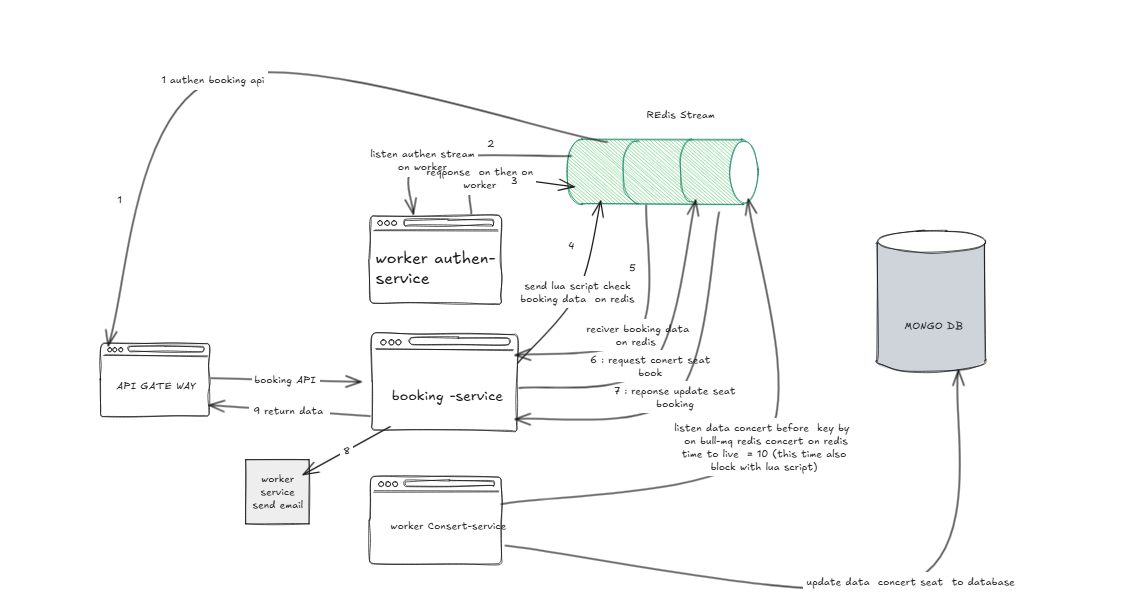 1 authen booking api
REdis Stream
2
listen authen stream
on worker
reqponse on then on
worker
3
1
worker authen-
service
4
5
send lua script check
booking data on redis
MONGO DB
reciver booking data
on redis
6 : request conert seat
book
API GATE WAY
booking API
booking -service
7 : reponse update seat
booking
9 return data
listen data concert before key by
on bull-mq redis concert on redis
time to live = 10 (this time also
block with lua script)
8
worker
service
send email
worker Consert-service
update data concert seat to database